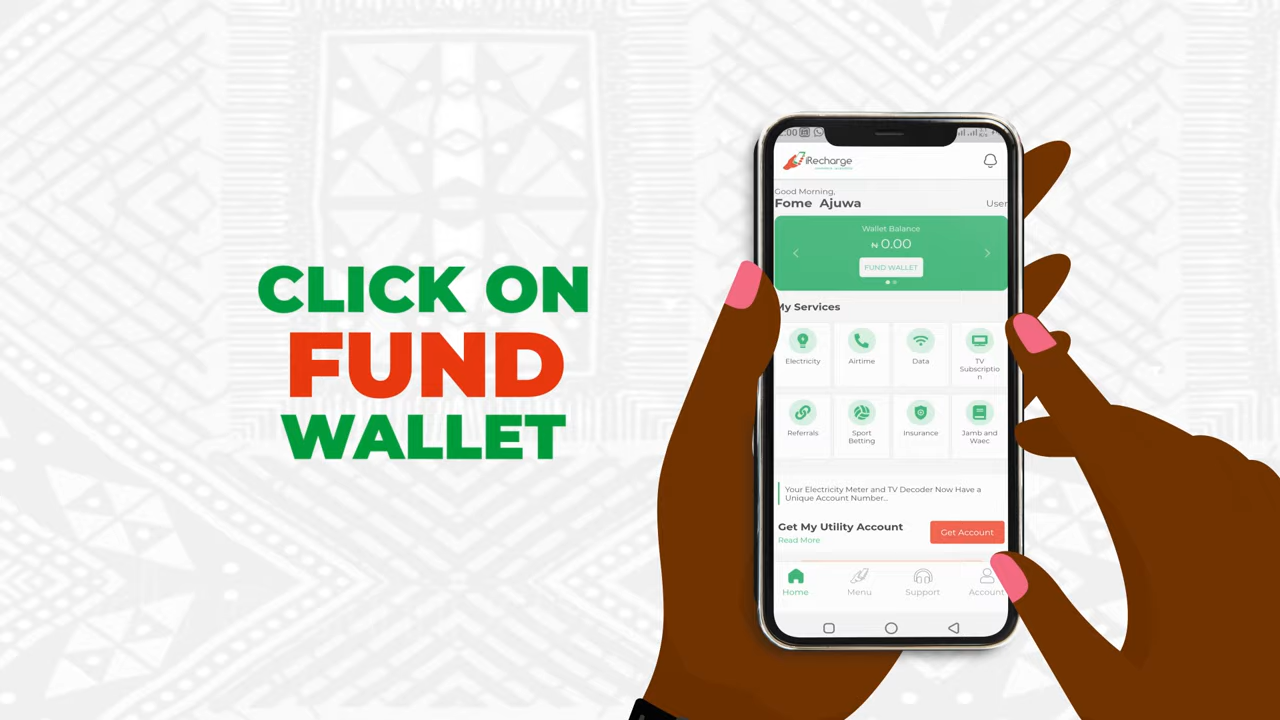 CLICK ON
FUND
WALLET
:00
iRecharge
Good Morning,
Fome Ajuwa
User
Wallet Balance
₦ 0.00
FUND WALLET
My Services
Electricity
Airtime
Data
TV
Subscriptio
n
Referrals
Sport
Betting
Insurance
Jamb and
Waec
Your Electricity Meter and TV Decoder Now Have a
Unique Account Number...
Get My Utility Account
Read More
Get Account
Home
Menu
Support
Account